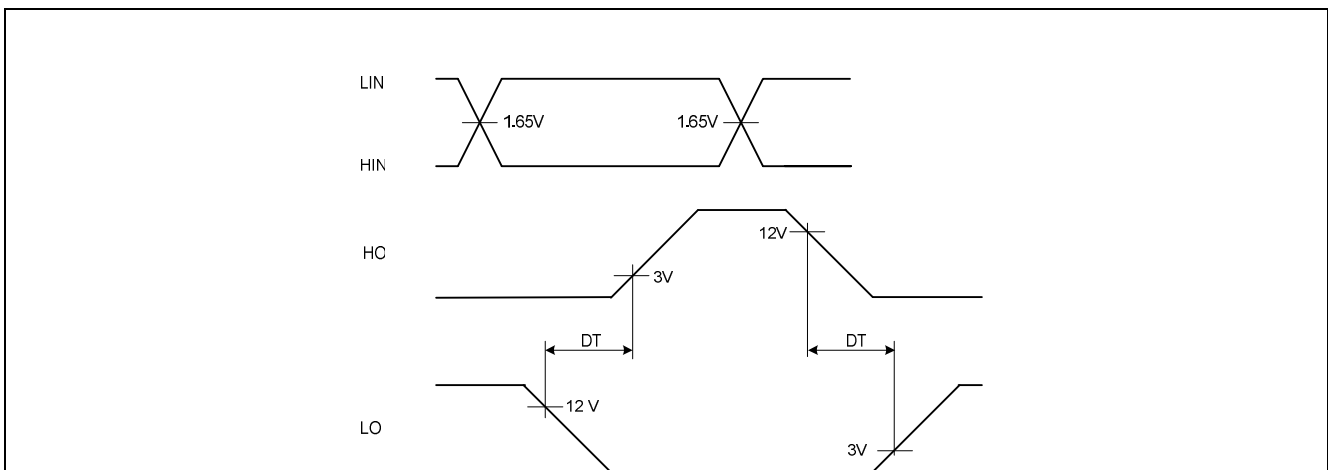 LIN
1.65V 1.65V
HIN
HO
12V
3V
DT DT
12 V
LO
3V